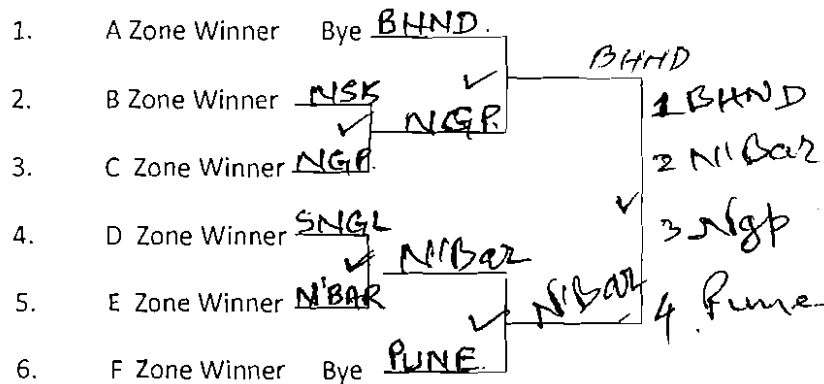 1. A Zone Winner Bye BHND.
BHND
2. B Zone Winner NSK
1 BHND
NGP.
3. C Zone Winner NGP.
2 N'Bar
4. D Zone Winner SNGL
3 Ngp
N'Bar
5. E Zone Winner N'BAR
N'Bar
4. Pune
6. F Zone Winner Bye PUNE